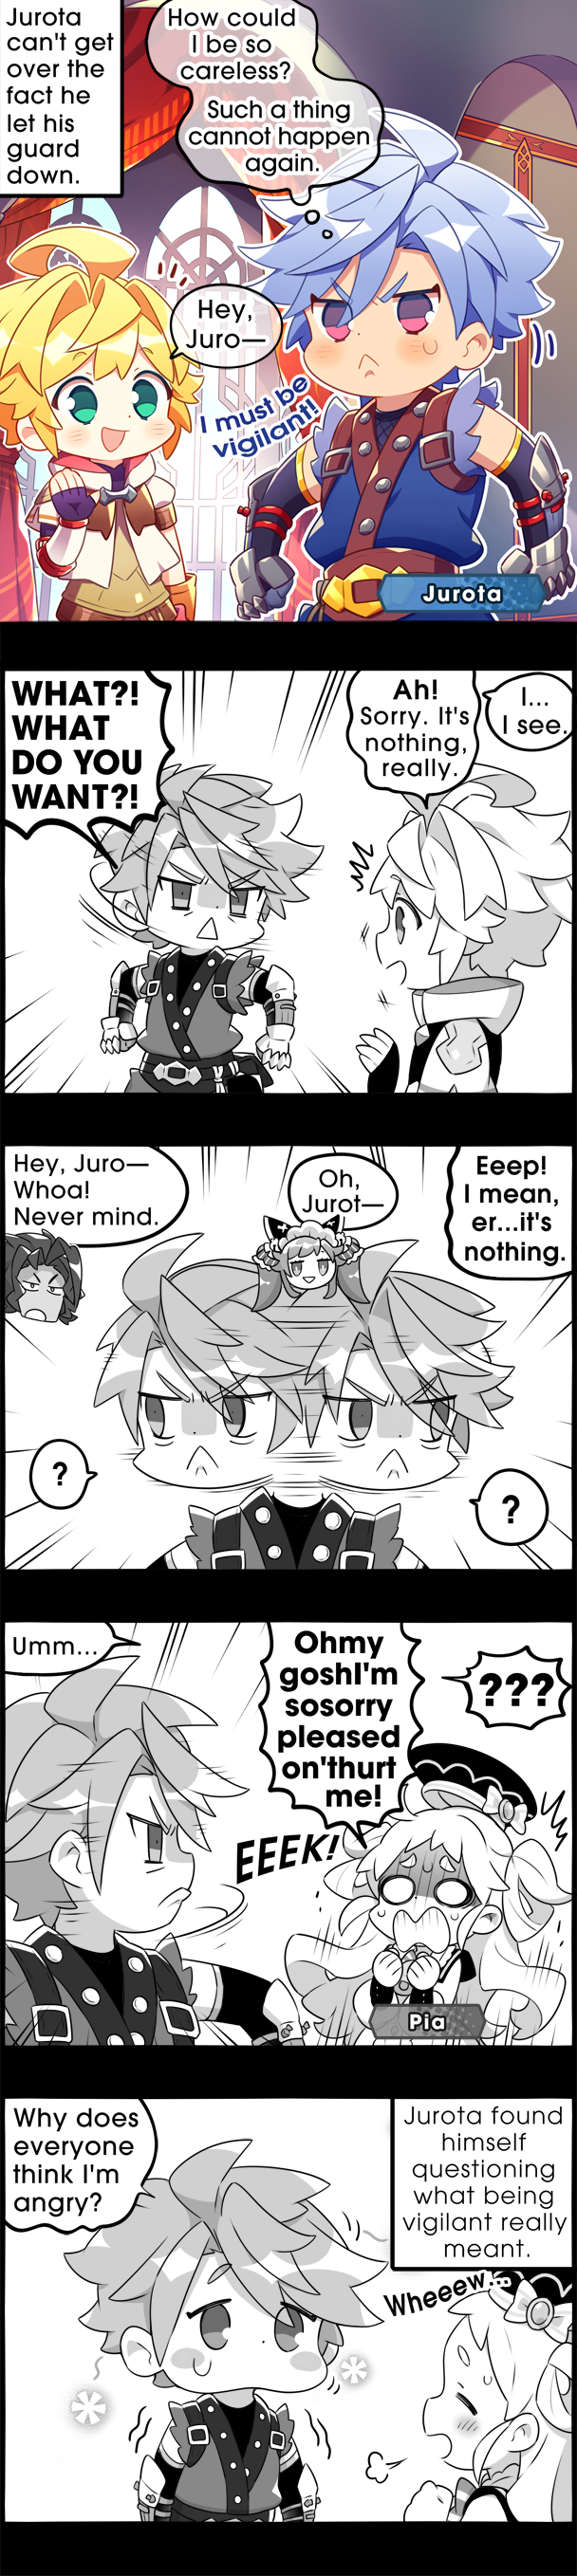 Jurota
can't get
over the
fact he
let his
guard
down.
How could
I be so
careless?
Such a thing
cannot happen
again.
Hey,
Juro—
I must be
vigilant!
Jurota
WHAT?!
WHAT
DO YOU
WANT?!
Ah!
Sorry. It's
nothing,
really.
I...
I see.
Hey, Juro—
Whoa!
Never mind.
Oh,
Jurot—
Eeep!
I mean,
er...it's
nothing.
?
?
Umm...
Ohmy
goshI'm
sosorry
pleased
on'thurt
me!
???
EEEK!
Pia
Why does
everyone
think I'm
angry?
Jurota found
himself
questioning
what being
vigilant really
meant.
Wheeew...